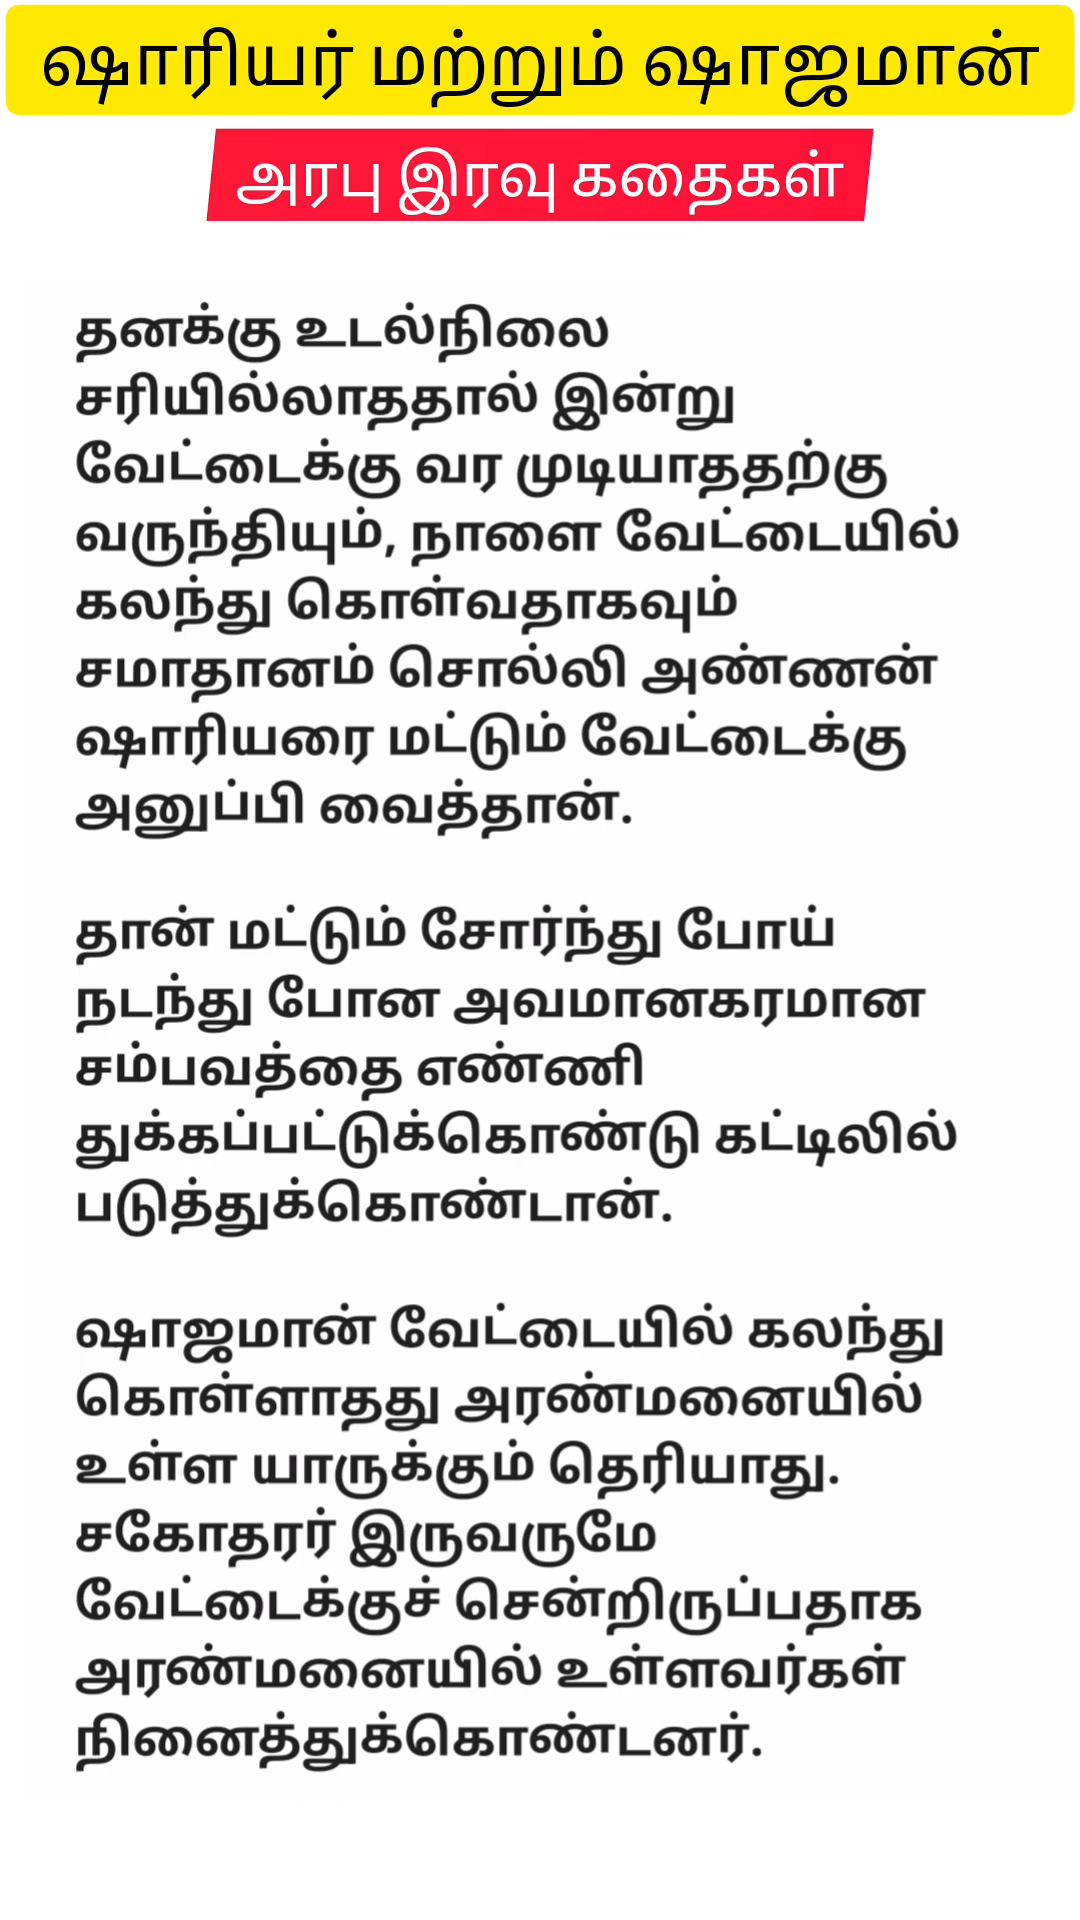 ஷாரியர் மற்றும் ஷாஜமான்
அரபு இரவு கதைகள்
தனக்கு உடல்நிலை
சரியில்லாததால் இன்று
வேட்டைக்கு வர முடியாததற்கு
வருந்தியும், நாளை வேட்டையில்
கலந்து கொள்வதாகவும்
சமாதானம் சொல்லி அண்ணன்
ஷாரியரை மட்டும் வேட்டைக்கு
அனுப்பி வைத்தான்.
தான் மட்டும் சோர்ந்து போய்
நடந்து போன அவமானகரமான
சம்பவத்தை எண்ணி
துக்கப்பட்டுக்கொண்டு கட்டிலில்
படுத்துக்கொண்டான்.
ஷாஜமான் வேட்டையில் கலந்து
கொள்ளாதது அரண்மனையில்
உள்ள யாருக்கும் தெரியாது.
சகோதரர் இருவருமே
வேட்டைக்குச் சென்றிருப்பதாக
அரண்மனையில் உள்ளவர்கள்
நினைத்துக்கொண்டனர்.